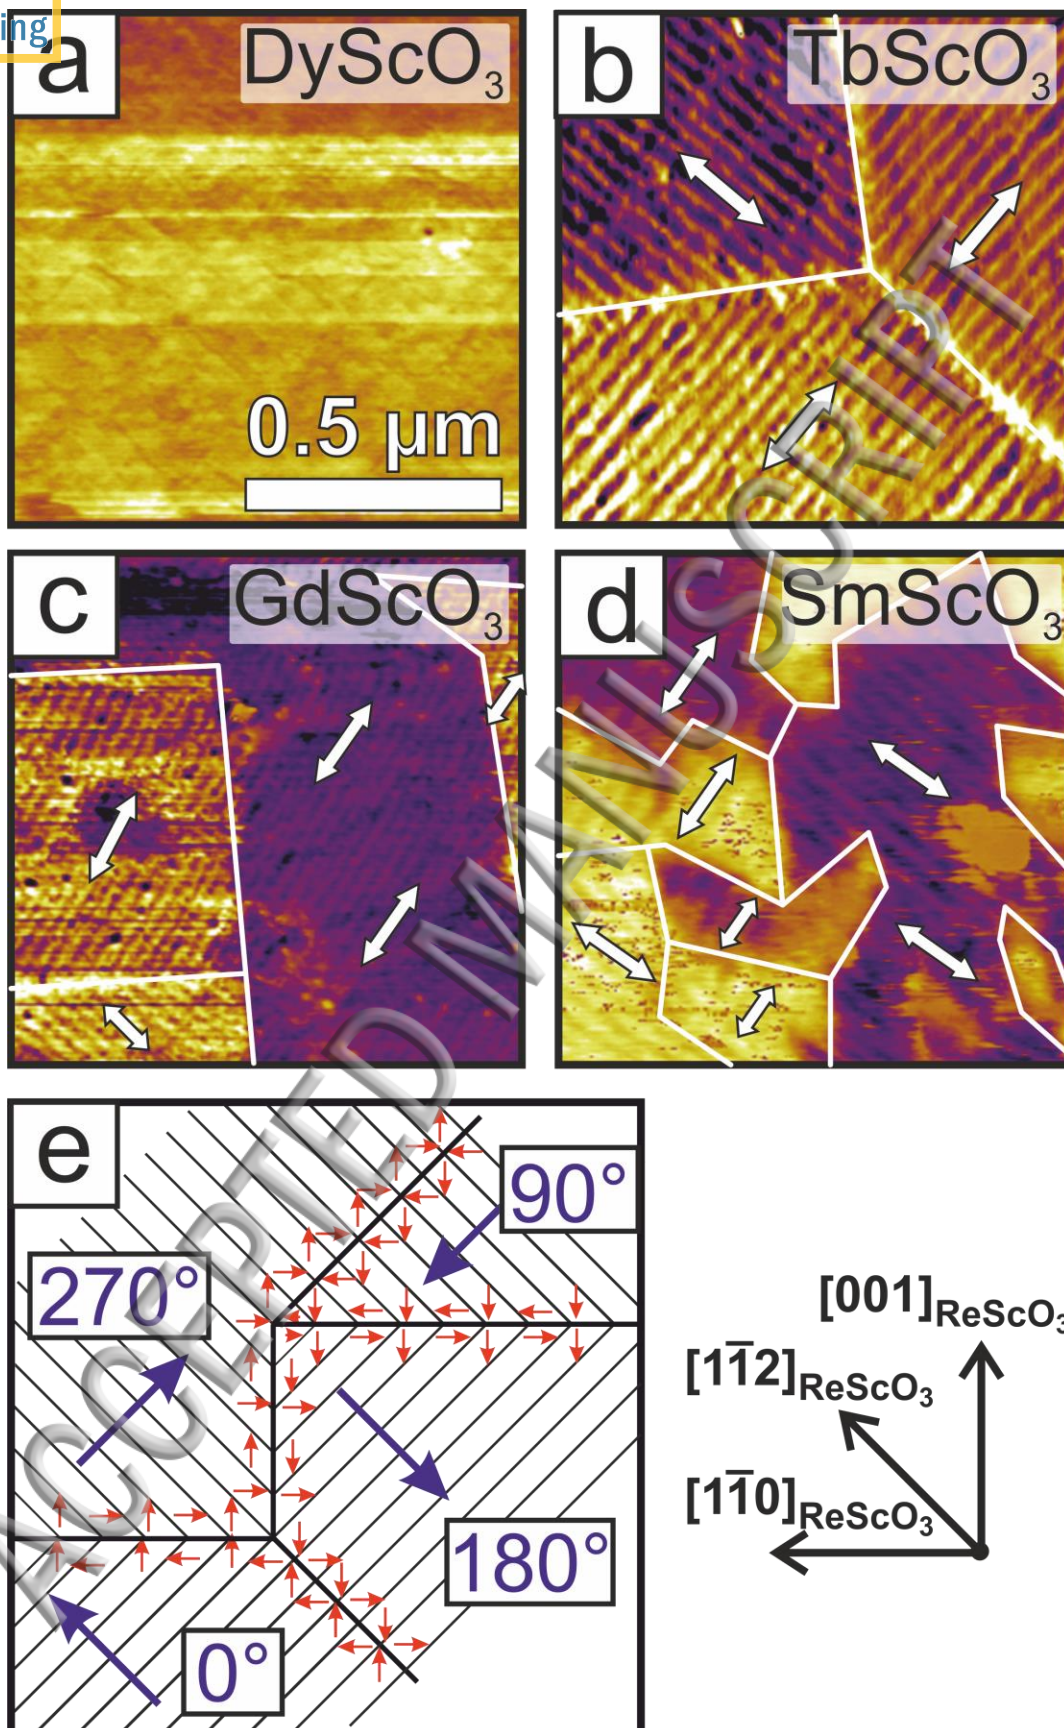 ing
a
DyScO₃
0.5 µm
b
TbScO₃
c
GdScO₃
d
SmScO₃
e
90°
270°
180°
0°
[001]ReScO₃
[11̅2]ReScO₃
[11̅0]ReScO₃
ACCEPTED MANUSCRIPT